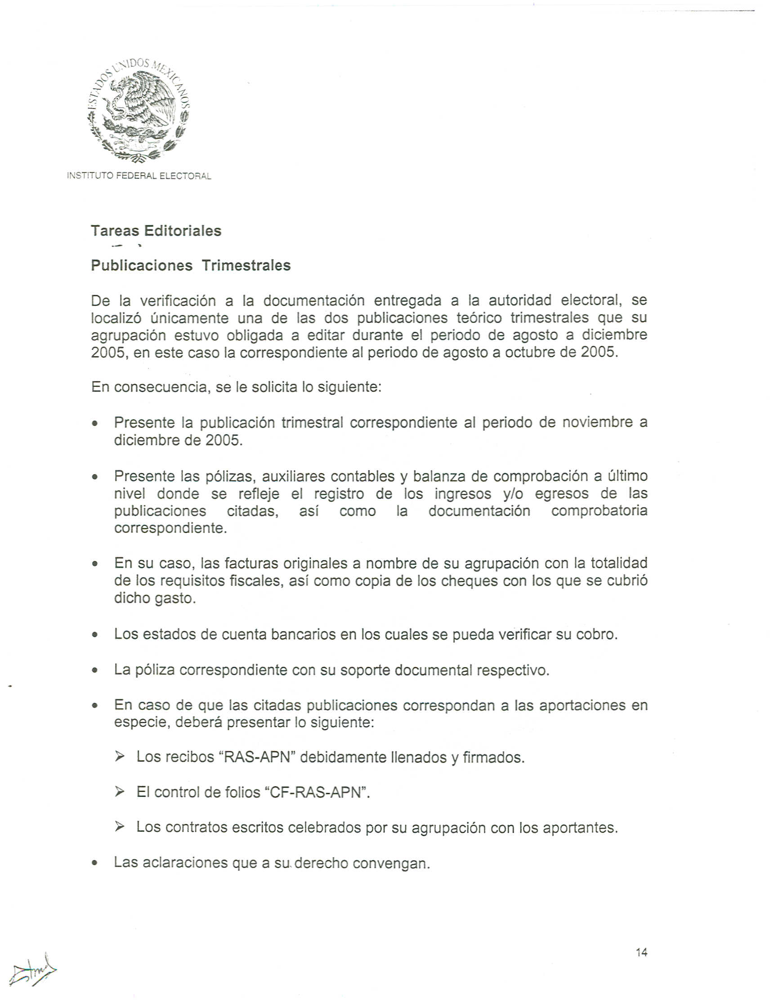 ESTADOS UNIDOS MEXICANOS
INSTITUTO FEDERAL ELECTORAL
Tareas Editoriales
Publicaciones Trimestrales
De la verificación a la documentación entregada a la autoridad electoral, se
localizó únicamente una de las dos publicaciones teórico trimestrales que su
agrupación estuvo obligada a editar durante el periodo de agosto a diciembre
2005, en este caso la correspondiente al periodo de agosto a octubre de 2005.
En consecuencia, se le solicita lo siguiente:
• Presente la publicación trimestral correspondiente al periodo de noviembre a
diciembre de 2005.
• Presente las pólizas, auxiliares contables y balanza de comprobación a último
nivel donde se refleje el registro de los ingresos y/o egresos de las
publicaciones citadas, así como la documentación comprobatoria
correspondiente.
• En su caso, las facturas originales a nombre de su agrupación con la totalidad
de los requisitos fiscales, así como copia de los cheques con los que se cubrió
dicho gasto.
• Los estados de cuenta bancarios en los cuales se pueda verificar su cobro.
• La póliza correspondiente con su soporte documental respectivo.
• En caso de que las citadas publicaciones correspondan a las aportaciones en
especie, deberá presentar lo siguiente:
➢ Los recibos “RAS-APN” debidamente llenados y firmados.
➢ El control de folios “CF-RAS-APN”.
➢ Los contratos escritos celebrados por su agrupación con los aportantes.
• Las aclaraciones que a su derecho convengan.
14